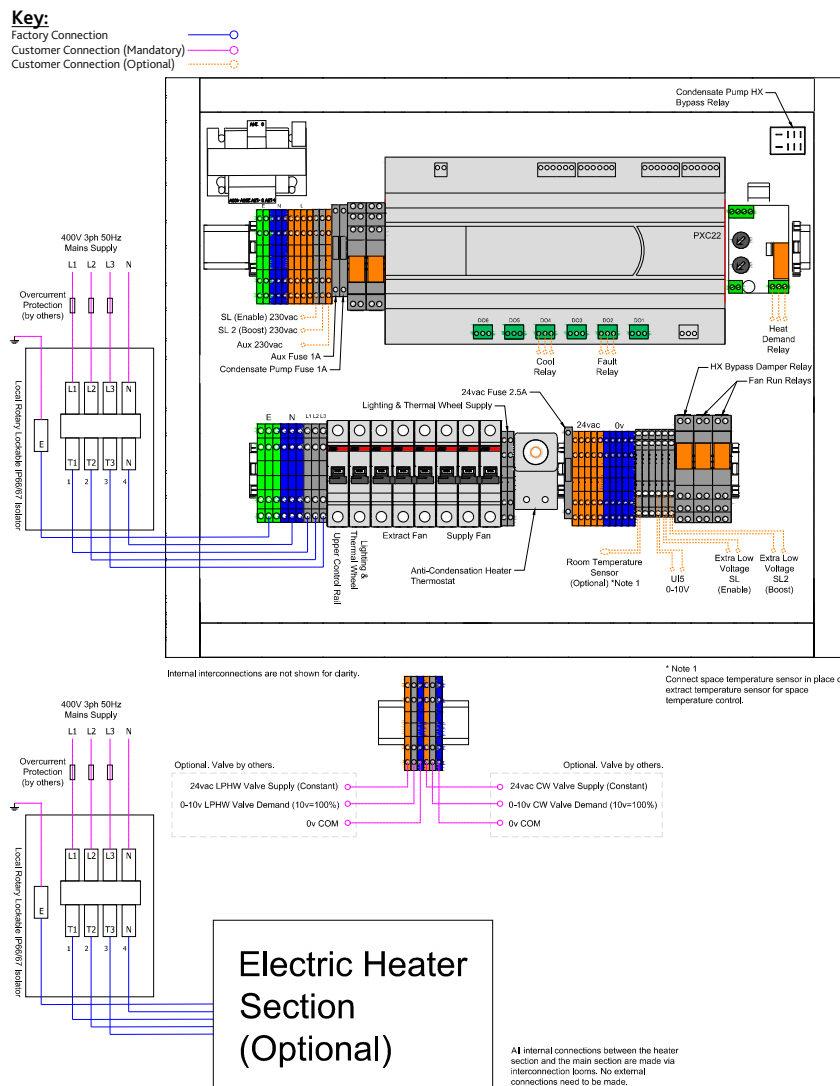 Key:
Factory Connection
Customer Connection (Mandatory)
Customer Connection (Optional)
Condensate Pump HX
Bypass Relay
PXC22
E
N
L
400V 3ph 50Hz
Mains Supply
L1
L2
L3
N
Overcurrent
Protection
(by others)
SL (Enable) 230vac
SL 2 (Boost) 230vac
Aux 230vac
Aux Fuse 1A
Condensate Pump Fuse 1A
DO6
DO5
DO4
DO3
DO2
DO1
Cool
Relay
Fault
Relay
Heat
Demand
Relay
HX Bypass Damper Relay
Fan Run Relays
24vac Fuse 2.5A
Lighting & Thermal Wheel Supply
Local Rotary Lockable IP66/67 Isolator
L1
L2
L3
N
E
T1
T2
T3
N
1
2
3
4
E
N
L1 L2 L3
24vac
0v
Upper Control Rail
Lighting &
Thermal Wheel
Extract Fan
Supply Fan
Anti-Condensation Heater
Thermostat
Room Temperature
Sensor
(Optional) *Note 1
UI5
0-10V
Extra Low
Voltage
SL
(Enable)
Extra Low
Voltage
SL2
(Boost)
Internal interconnections are not shown for clarity.
* Note 1
Connect space temperature sensor in place o
extract temperature sensor for space
temperature control.
400V 3ph 50Hz
Mains Supply
L1
L2
L3
N
Overcurrent
Protection
(by others)
Optional. Valve by others.
24vac LPHW Valve Supply (Constant)
0-10v LPHW Valve Demand (10v=100%)
0v COM
Optional. Valve by others.
24vac CW Valve Supply (Constant)
0-10v CW Valve Demand (10v=100%)
0v COM
Local Rotary Lockable IP66/67 Isolator
L1
L2
L3
N
E
T1
T2
T3
N
1
2
3
4
Electric Heater
Section
(Optional)
All internal connections between the heater
section and the main section are made via
interconnection looms. No external
connections need to be made.